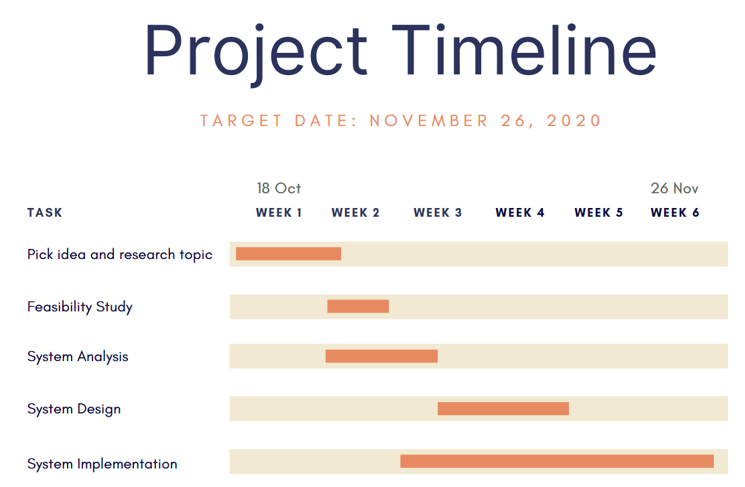 Project Timeline
TARGET DATE: NOVEMBER 26, 2020
18 Oct 26 Nov
TASK WEEK 1 WEEK 2 WEEK 3 WEEK 4 WEEK 5 WEEK 6
Pick idea and research topic
Feasibility Study
System Analysis
System Design
System Implementation